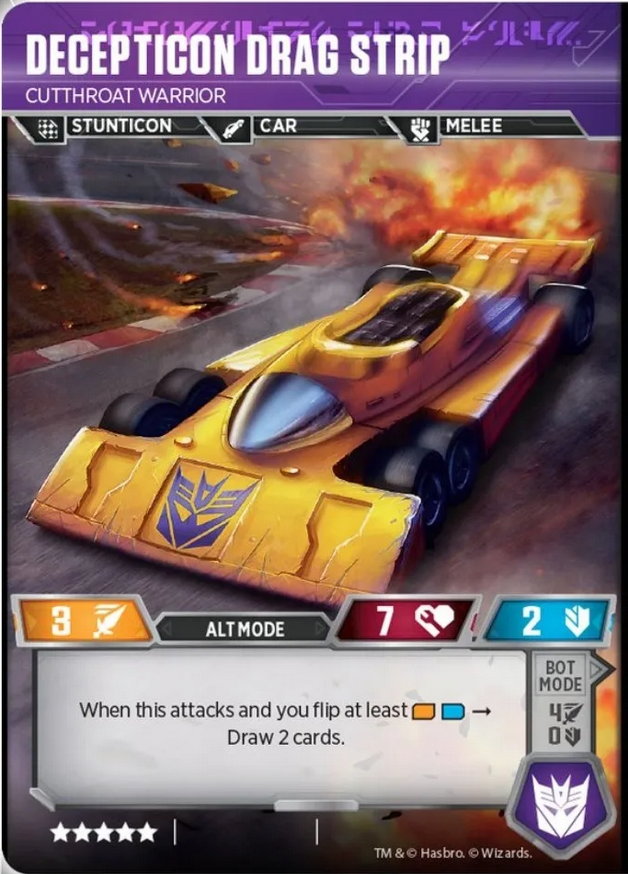 DECEPTICON DRAG STRIP
CUTTHROAT WARRIOR
STUNTICON CAR MELEE
3 ALT MODE 7 2
BOT
MODE
4
0
When this attacks and you flip at least →
Draw 2 cards.
★★★★★
TM & © Hasbro. © Wizards.